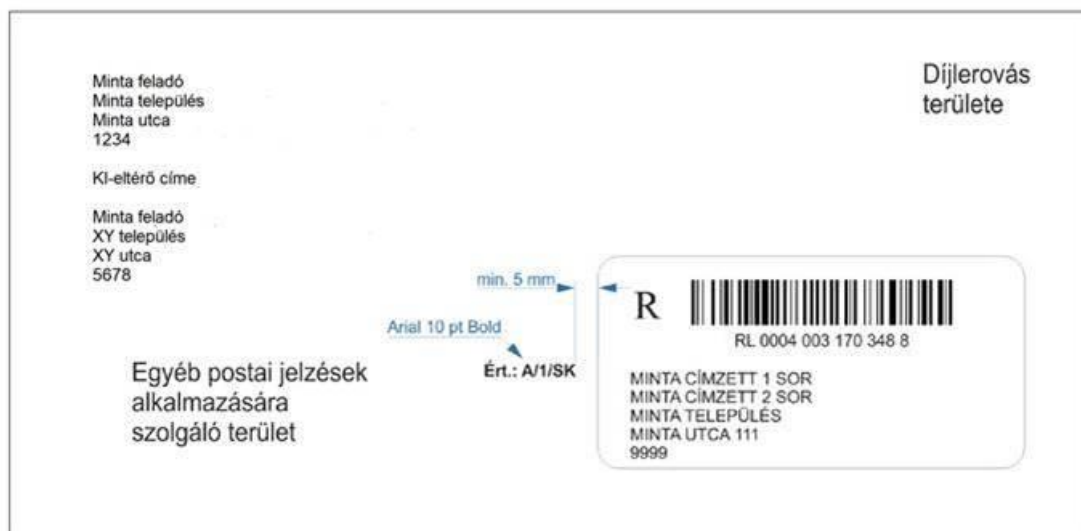 Minta feladó
Minta település
Minta utca
1234
KI-eltérő címe
Minta feladó
XY település
XY utca
5678
Díjlerovás
területe
min. 5 mm
Arial 10 pt Bold
Ért.: A/1/SK
Egyéb postai jelzések
alkalmazására
szolgáló terület
R
RL 0004 003 170 348 8
MINTA CÍMZETT 1 SOR
MINTA CÍMZETT 2 SOR
MINTA TELEPÜLÉS
MINTA UTCA 111
9999